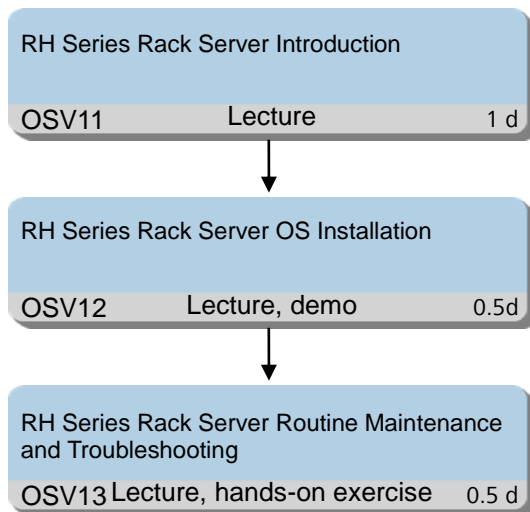 RH Series Rack Server Introduction
OSV11 Lecture 1 d
RH Series Rack Server OS Installation
OSV12 Lecture, demo 0.5d
RH Series Rack Server Routine Maintenance
and Troubleshooting
OSV13 Lecture, hands-on exercise 0.5 d